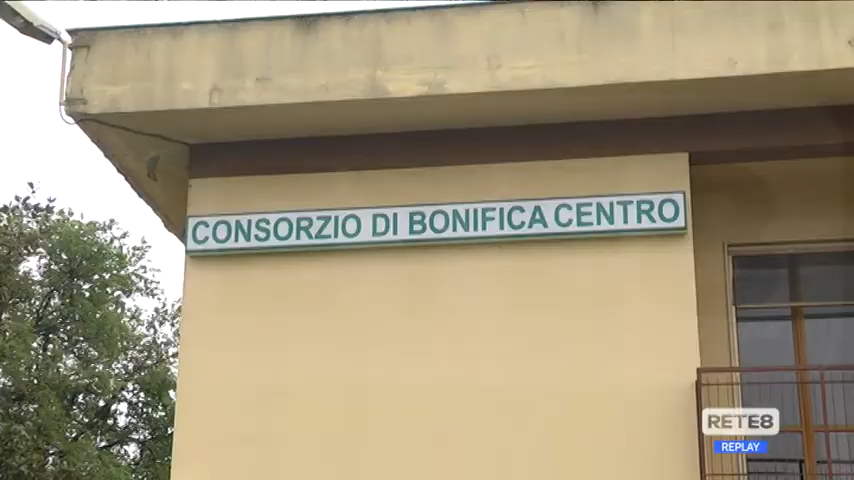 CONSORZIO DI BONIFICA CENTRO
RETE8
REPLAY